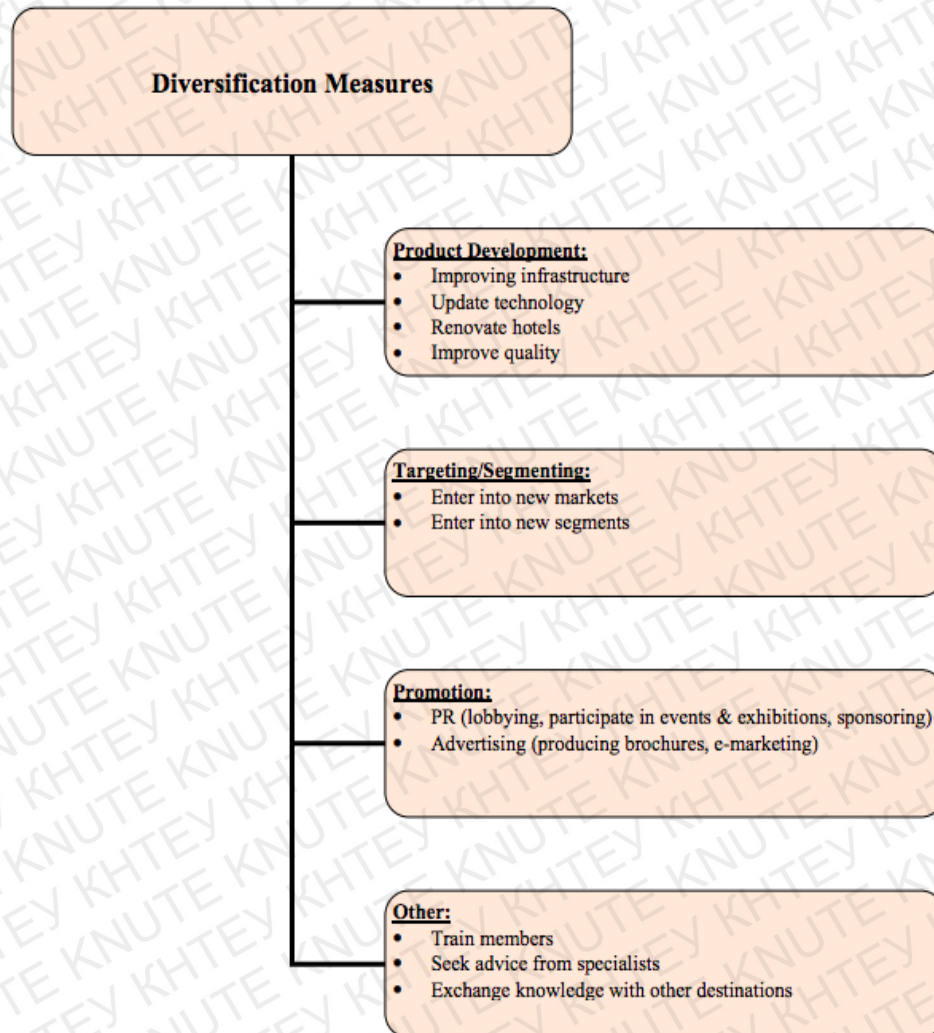 Diversification Measures
Product Development:
• Improving infrastructure
• Update technology
• Renovate hotels
• Improve quality
Targeting/Segmenting:
• Enter into new markets
• Enter into new segments
Promotion:
• PR (lobbying, participate in events & exhibitions, sponsoring)
• Advertising (producing brochures, e-marketing)
Other:
• Train members
• Seek advice from specialists
• Exchange knowledge with other destinations
KNUTE КНТЕУ